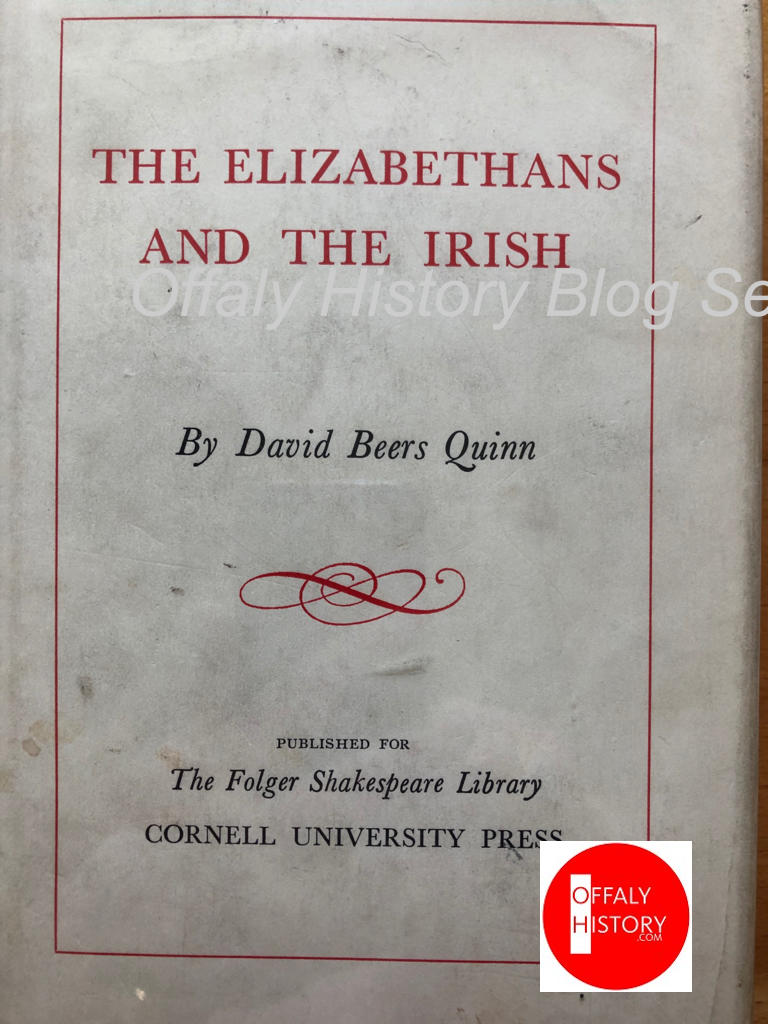 THE ELIZABETHANS
AND THE IRISH
Offaly History Blog Se
By David Beers Quinn
PUBLISHED FOR
The Folger Shakespeare Library
CORNELL UNIVERSITY PRESS
OFFALY
HISTORY
.COM